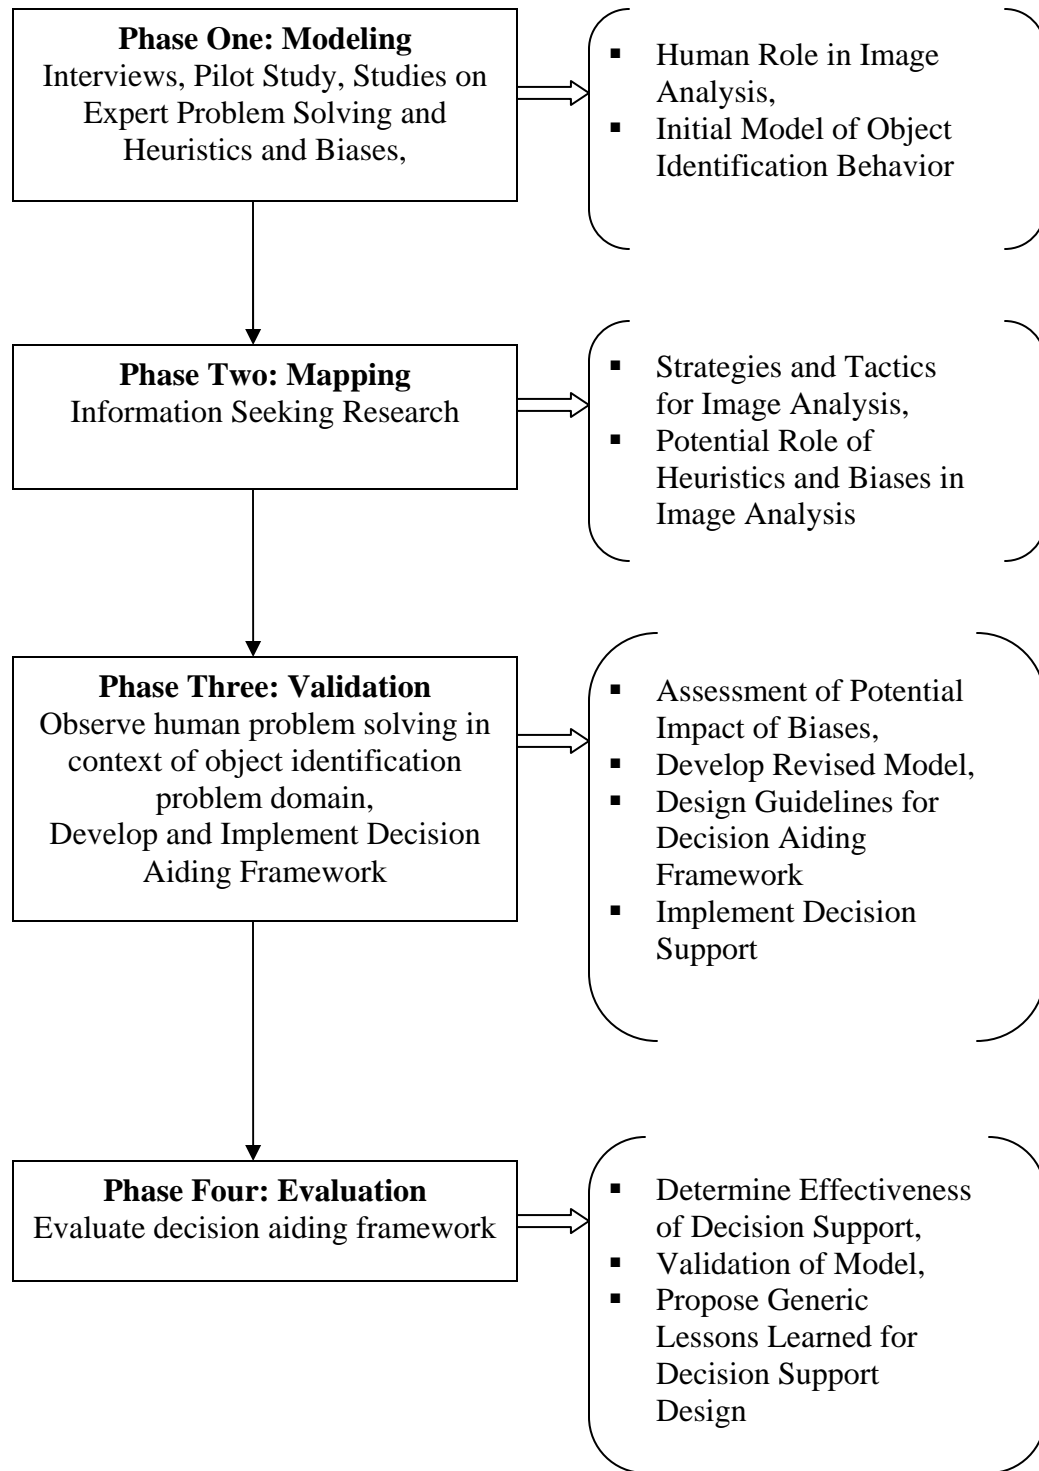 Phase One: Modeling
Interviews, Pilot Study, Studies on
Expert Problem Solving and
Heuristics and Biases,
▪ Human Role in Image
Analysis,
▪ Initial Model of Object
Identification Behavior
Phase Two: Mapping
Information Seeking Research
▪ Strategies and Tactics
for Image Analysis,
▪ Potential Role of
Heuristics and Biases in
Image Analysis
Phase Three: Validation
Observe human problem solving in
context of object identification
problem domain,
Develop and Implement Decision
Aiding Framework
▪ Assessment of Potential
Impact of Biases,
▪ Develop Revised Model,
▪ Design Guidelines for
Decision Aiding
Framework
▪ Implement Decision
Support
Phase Four: Evaluation
Evaluate decision aiding framework
▪ Determine Effectiveness
of Decision Support,
▪ Validation of Model,
▪ Propose Generic
Lessons Learned for
Decision Support
Design